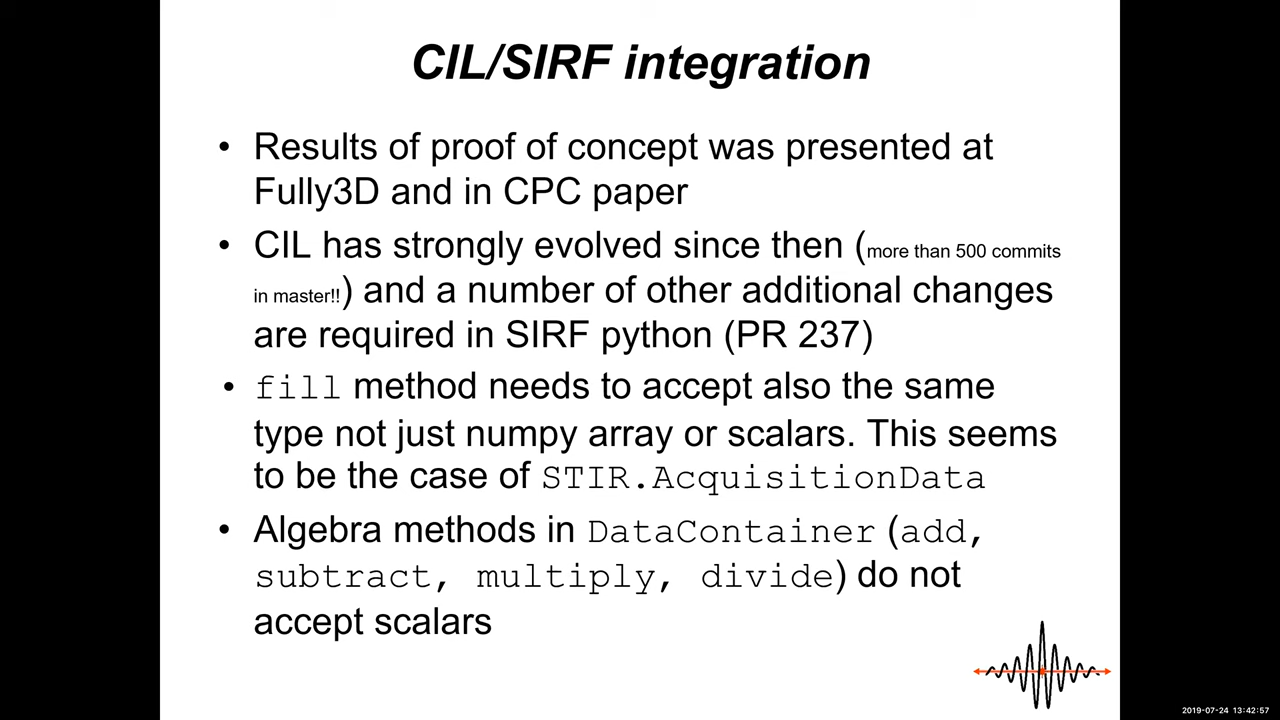 CIL/SIRF integration
• Results of proof of concept was presented at
Fully3D and in CPC paper
• CIL has strongly evolved since then (more than 500 commits
in master!!) and a number of other additional changes
are required in SIRF python (PR 237)
• fill method needs to accept also the same
type not just numpy array or scalars. This seems
to be the case of STIR.AcquisitionData
• Algebra methods in DataContainer (add,
subtract, multiply, divide) do not
accept scalars
2019-07-24 13:42:57